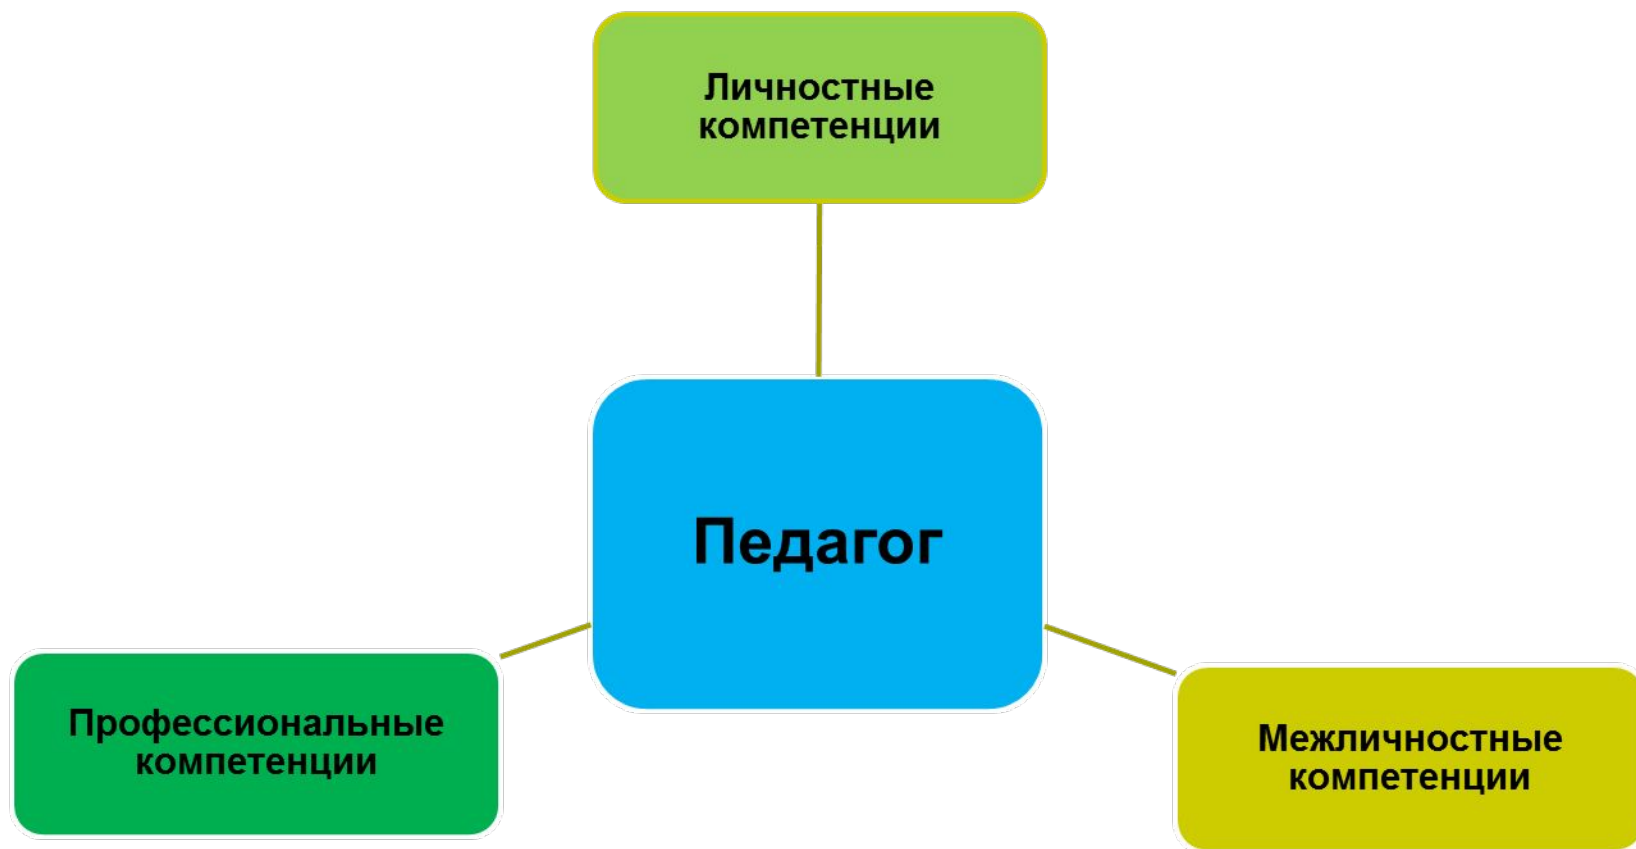 Личностные
компетенции
Педагог
Профессиональные
компетенции
Межличностные
компетенции